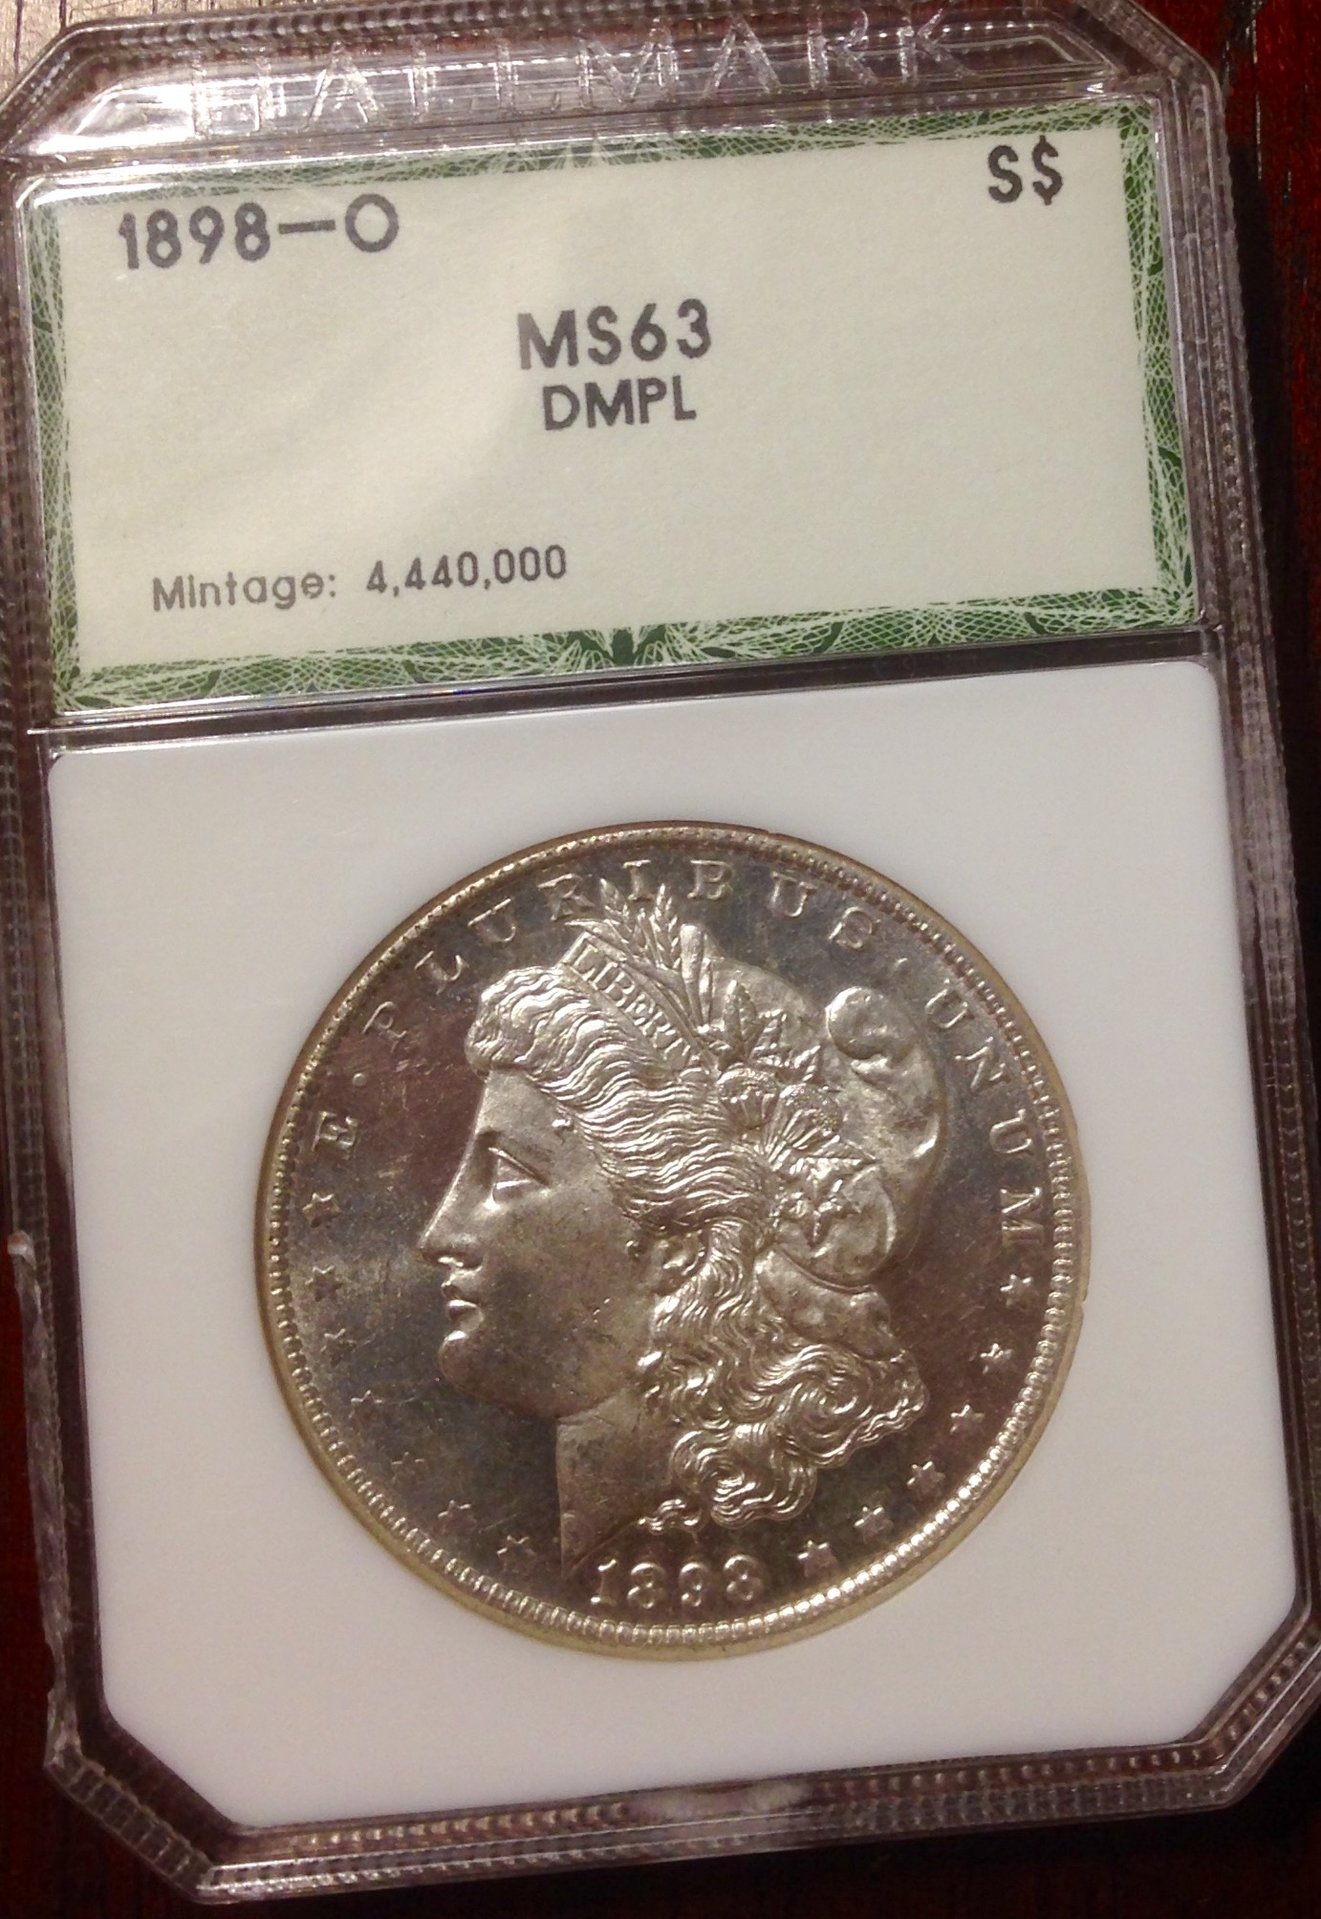 HALLMARK
1898-O
S$
MS63
DMPL
Mintage: 4,440,000
E·PLURIBUS·UNUM
LIBERTY
1898